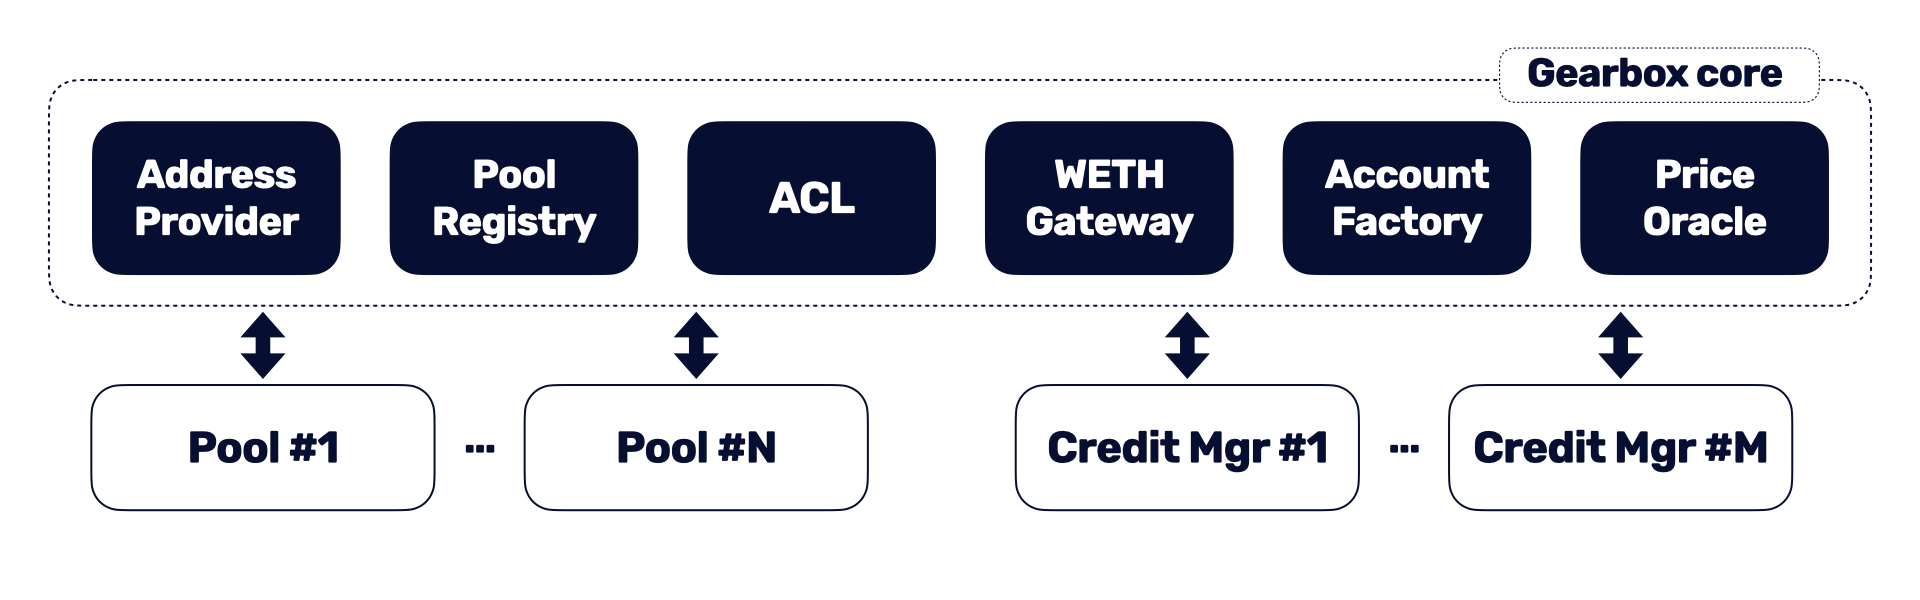 Gearbox core
Address
Provider
Pool
Registry
ACL
WETH
Gateway
Account
Factory
Price
Oracle
Pool #1
...
Pool #N
Credit Mgr #1
...
Credit Mgr #M